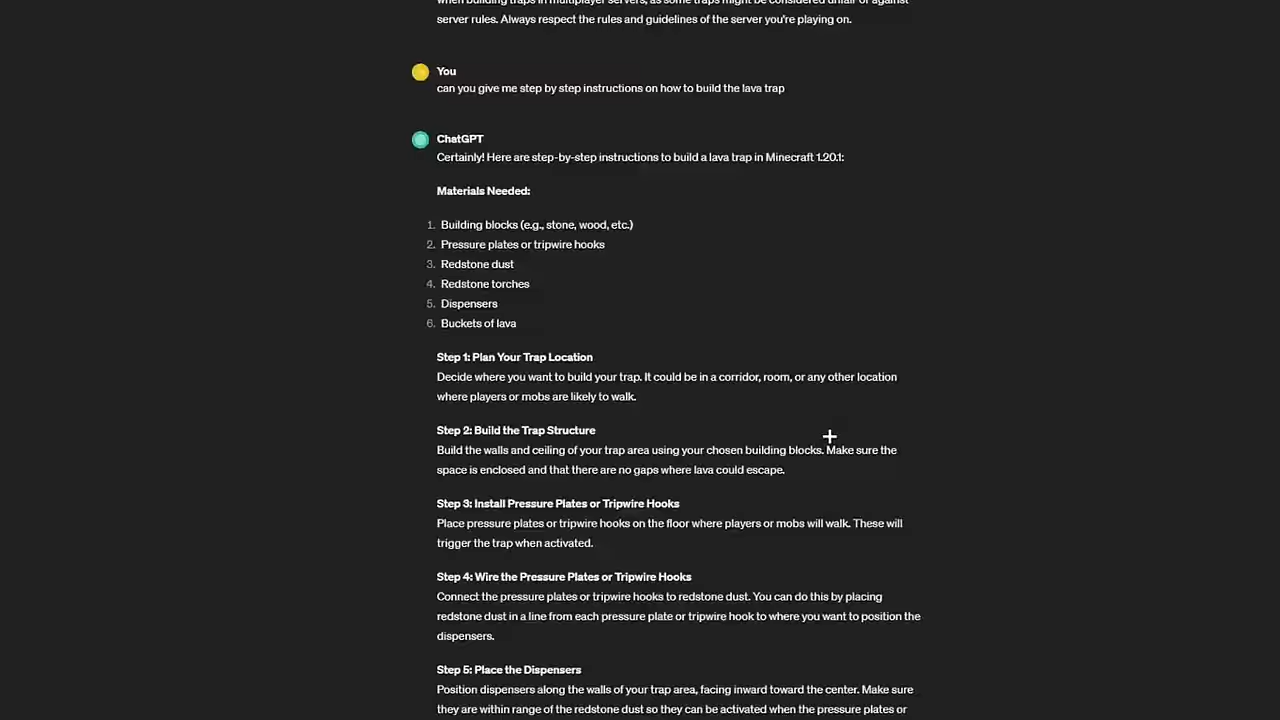 when building traps in multiplayer servers, as some traps might be considered unfair or against
server rules. Always respect the rules and guidelines of the server you're playing on.
You
can you give me step by step instructions on how to build the lava trap
ChatGPT
Certainly! Here are step-by-step instructions to build a lava trap in Minecraft 1.20.1:
Materials Needed:
1. Building blocks (e.g., stone, wood, etc.)
2. Pressure plates or tripwire hooks
3. Redstone dust
4. Redstone torches
5. Dispensers
6. Buckets of lava
Step 1: Plan Your Trap Location
Decide where you want to build your trap. It could be in a corridor, room, or any other location
where players or mobs are likely to walk.
Step 2: Build the Trap Structure
Build the walls and ceiling of your trap area using your chosen building blocks. Make sure the
space is enclosed and that there are no gaps where lava could escape.
Step 3: Install Pressure Plates or Tripwire Hooks
Place pressure plates or tripwire hooks on the floor where players or mobs will walk. These will
trigger the trap when activated.
Step 4: Wire the Pressure Plates or Tripwire Hooks
Connect the pressure plates or tripwire hooks to redstone dust. You can do this by placing
redstone dust in a line from each pressure plate or tripwire hook to where you want to position the
dispensers.
Step 5: Place the Dispensers
Position dispensers along the walls of your trap area, facing inward toward the center. Make sure
they are within range of the redstone dust so they can be activated when the pressure plates or